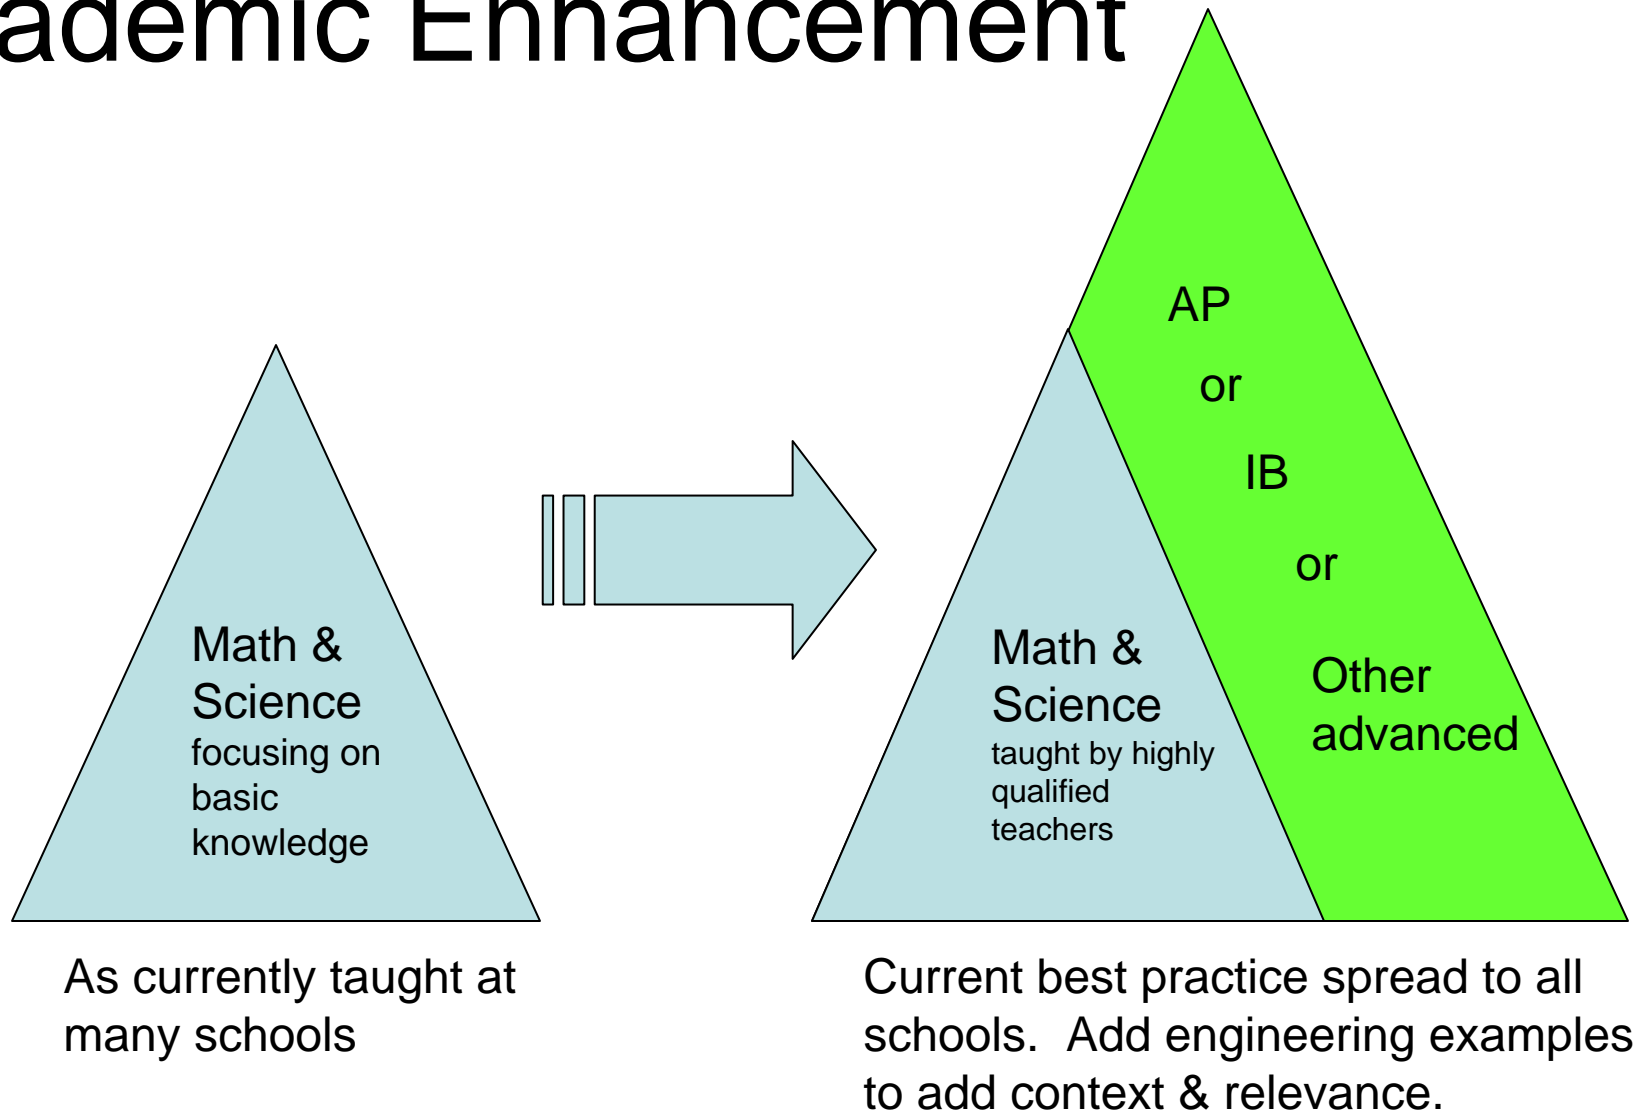 ademic Enhancement
AP
or
IB
or
Other
advanced
Math &
Science
focusing on
basic
knowledge
Math &
Science
taught by highly
qualified
teachers
As currently taught at
many schools
Current best practice spread to all
schools.  Add engineering examples
to add context & relevance.